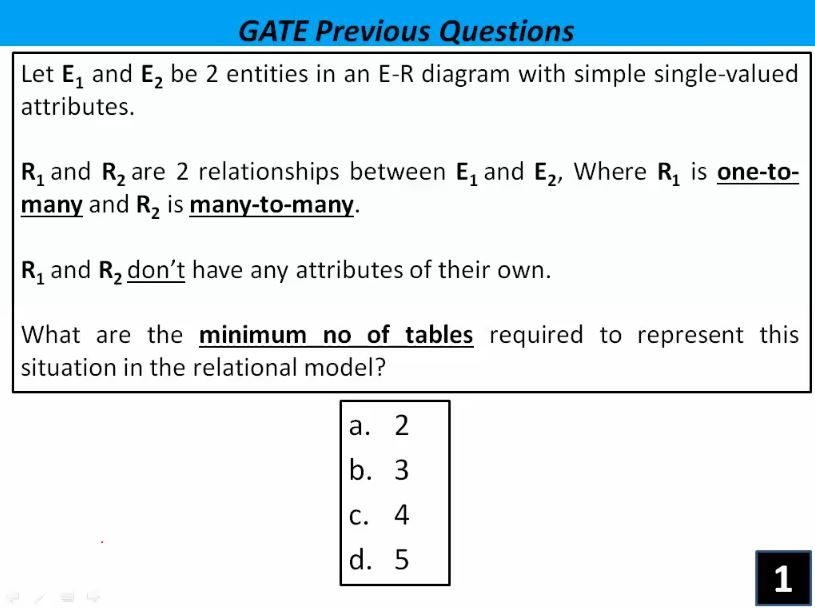 GATE Previous Questions
Let E₁ and E₂ be 2 entities in an E-R diagram with simple single-valued
attributes.
R₁ and R₂ are 2 relationships between E₁ and E₂, Where R₁ is one-to-
many and R₂ is many-to-many.
R₁ and R₂ don't have any attributes of their own.
What are the minimum no of tables required to represent this
situation in the relational model?
a. 2
b. 3
c. 4
d. 5
1